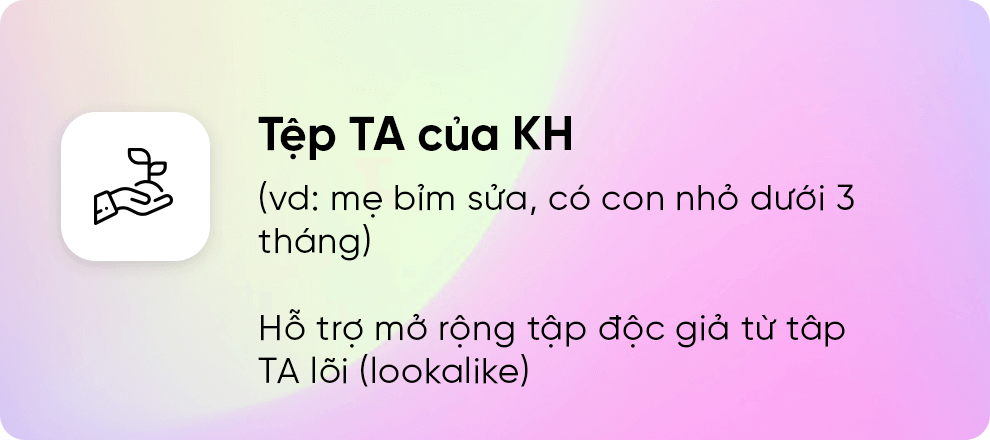 Tệp TA của KH
(vd: mẹ bỉm sửa, có con nhỏ dưới 3
tháng)
Hỗ trợ mở rộng tập độc giả từ tâp
TA lõi (lookalike)